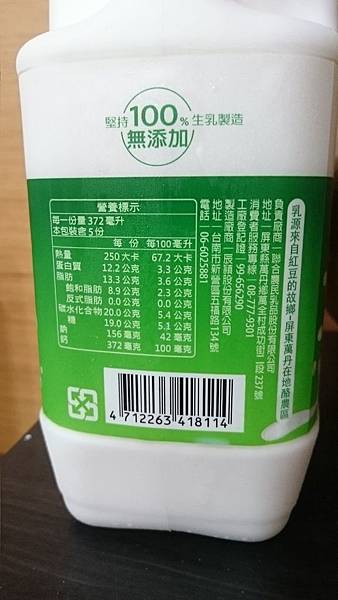 堅持100%生乳製造
無添加
營養標示
每一份量372毫升
本包裝含5份
每 份 每100毫升
熱量 250大卡 67.2大卡
蛋白質 12.2公克 3.3公克
脂肪 13.3公克 3.6公克
飽和脂肪 8.9公克 2.3公克
反式脂肪 0.0公克 0.0公克
碳水化合物 20.0公克 5.4公克
糖 19.0公克 5.1公克
鈉 156毫克 42毫克
鈣 372毫克 100毫克
乳源來自紅豆的故鄉-屏東萬丹在地酪農區
負責廠商｜聯合農民乳品股份有限公司
地址｜屏東縣萬丹鄉萬全村成功街二段237號
消費者服務專線｜08-777-9301
工廠登記證｜99-656290
製造廠商｜辰穎股份有限公司
地址｜台南市新營區五福路134號
電話｜06-6025881
4 712263 418114